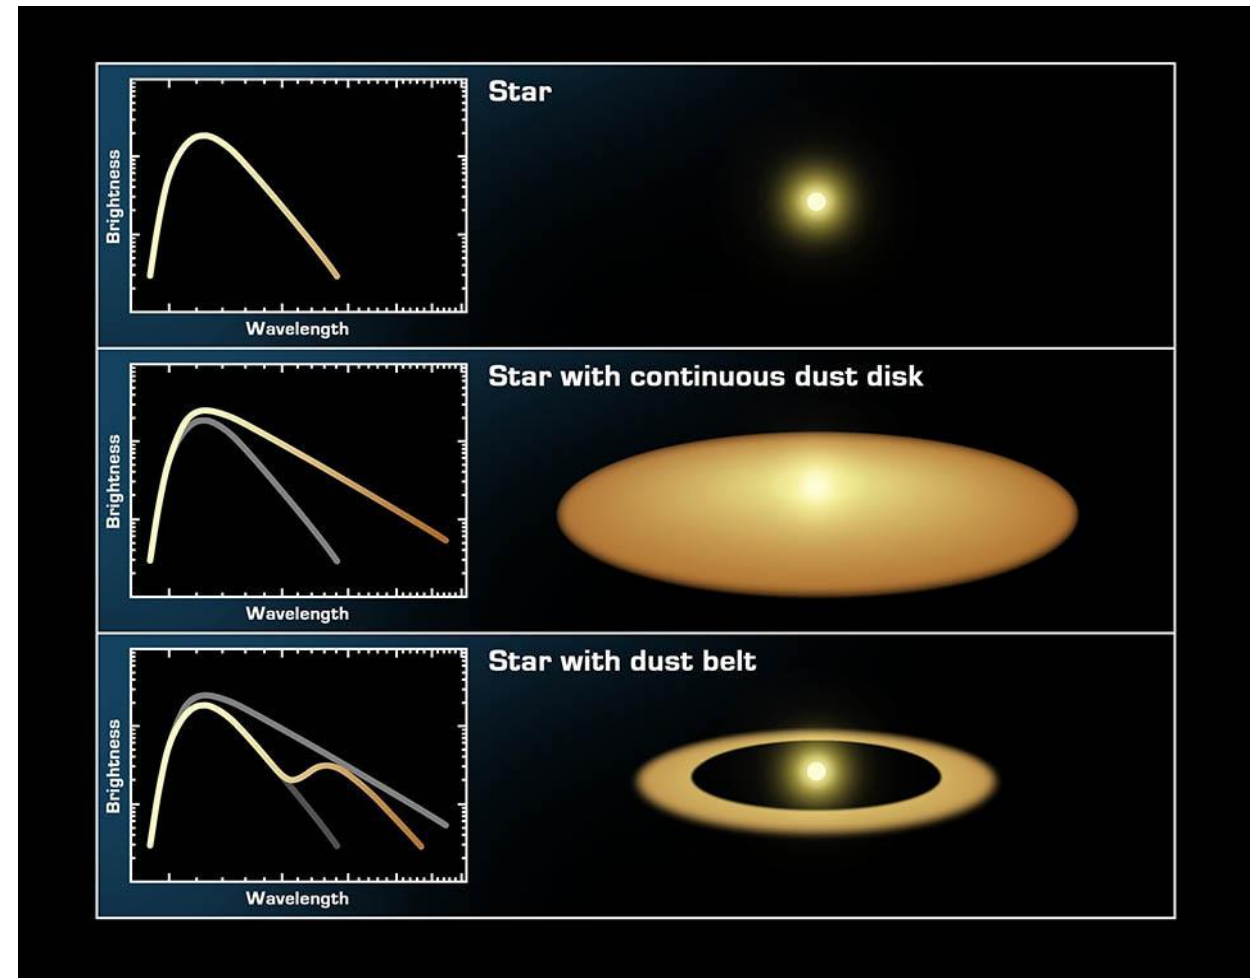 Star
Brightness
Wavelength
Star with continuous dust disk
Brightness
Wavelength
Star with dust belt
Brightness
Wavelength